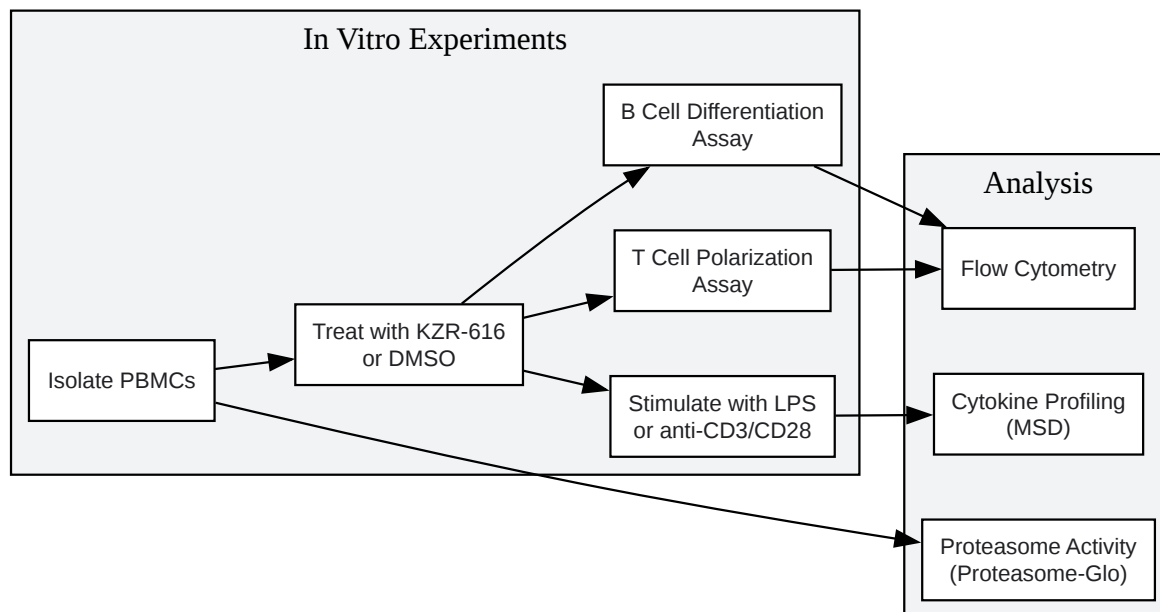 In Vitro Experiments
B Cell Differentiation
Assay
Analysis
T Cell Polarization
Assay
Flow Cytometry
Treat with KZR-616
or DMSO
Isolate PBMCs
Stimulate with LPS
or anti-CD3/CD28
Cytokine Profiling
(MSD)
Proteasome Activity
(Proteasome-Glo)